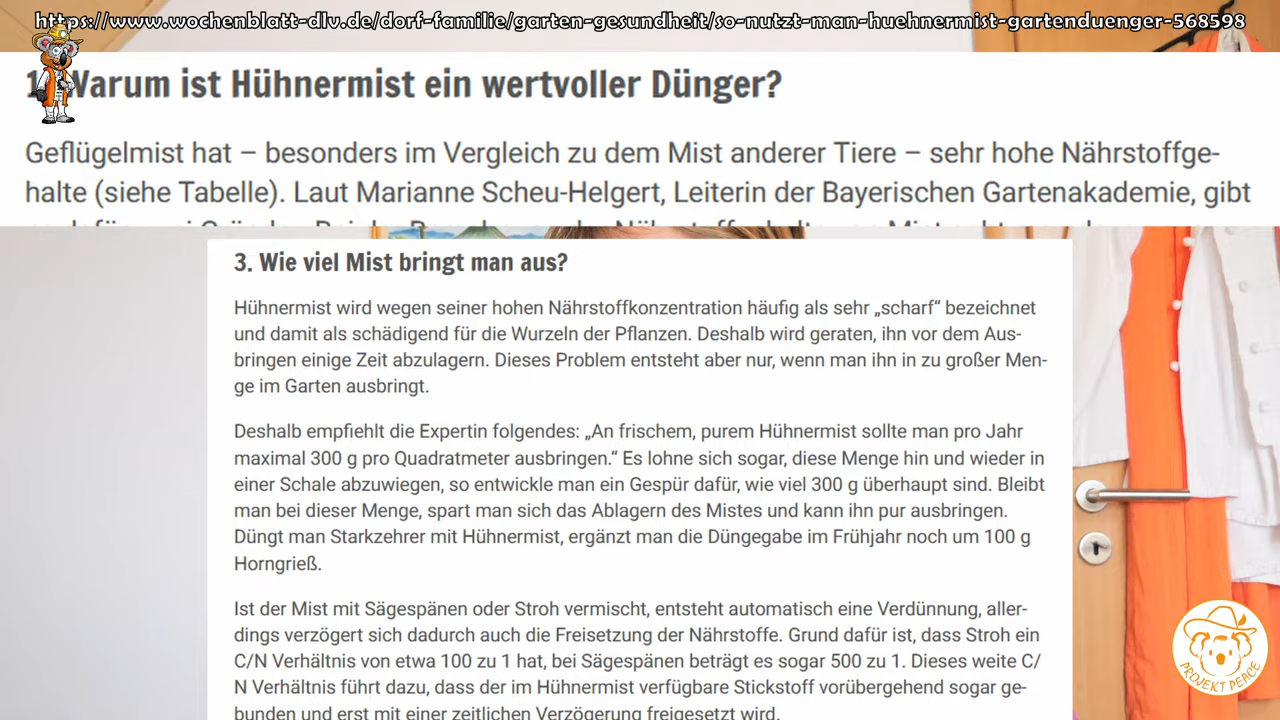 https://www.wochenblatt-dlv.de/dorf-familie/garten-gesundheit/so-nutzt-man-huehnermist-gartenduenger-568598
Warum ist Hühnermist ein wertvoller Dünger?
Geflügelmist hat – besonders im Vergleich zu dem Mist anderer Tiere – sehr hohe Nährstoffge-
halte (siehe Tabelle). Laut Marianne Scheu-Helgert, Leiterin der Bayerischen Gartenakademie, gibt
3. Wie viel Mist bringt man aus?
Hühnermist wird wegen seiner hohen Nährstoffkonzentration häufig als sehr „scharf“ bezeichnet
und damit als schädigend für die Wurzeln der Pflanzen. Deshalb wird geraten, ihn vor dem Aus-
bringen einige Zeit abzulagern. Dieses Problem entsteht aber nur, wenn man ihn in zu großer Men-
ge im Garten ausbringt.
Deshalb empfiehlt die Expertin folgendes: „An frischem, purem Hühnermist sollte man pro Jahr
maximal 300 g pro Quadratmeter ausbringen.“ Es lohne sich sogar, diese Menge hin und wieder in
einer Schale abzuwiegen, so entwickle man ein Gespür dafür, wie viel 300 g überhaupt sind. Bleibt
man bei dieser Menge, spart man sich das Ablagern des Mistes und kann ihn pur ausbringen.
Düngt man Starkzehrer mit Hühnermist, ergänzt man die Düngegabe im Frühjahr noch um 100 g
Horngrieß.
Ist der Mist mit Sägespänen oder Stroh vermischt, entsteht automatisch eine Verdünnung, aller-
dings verzögert sich dadurch auch die Freisetzung der Nährstoffe. Grund dafür ist, dass Stroh ein
C/N Verhältnis von etwa 100 zu 1 hat, bei Sägespänen beträgt es sogar 500 zu 1. Dieses weite C/
N Verhältnis führt dazu, dass der im Hühnermist verfügbare Stickstoff vorübergehend sogar ge-
bunden und erst mit einer zeitlichen Verzögerung freigesetzt wird.
PROJEKT PEACE